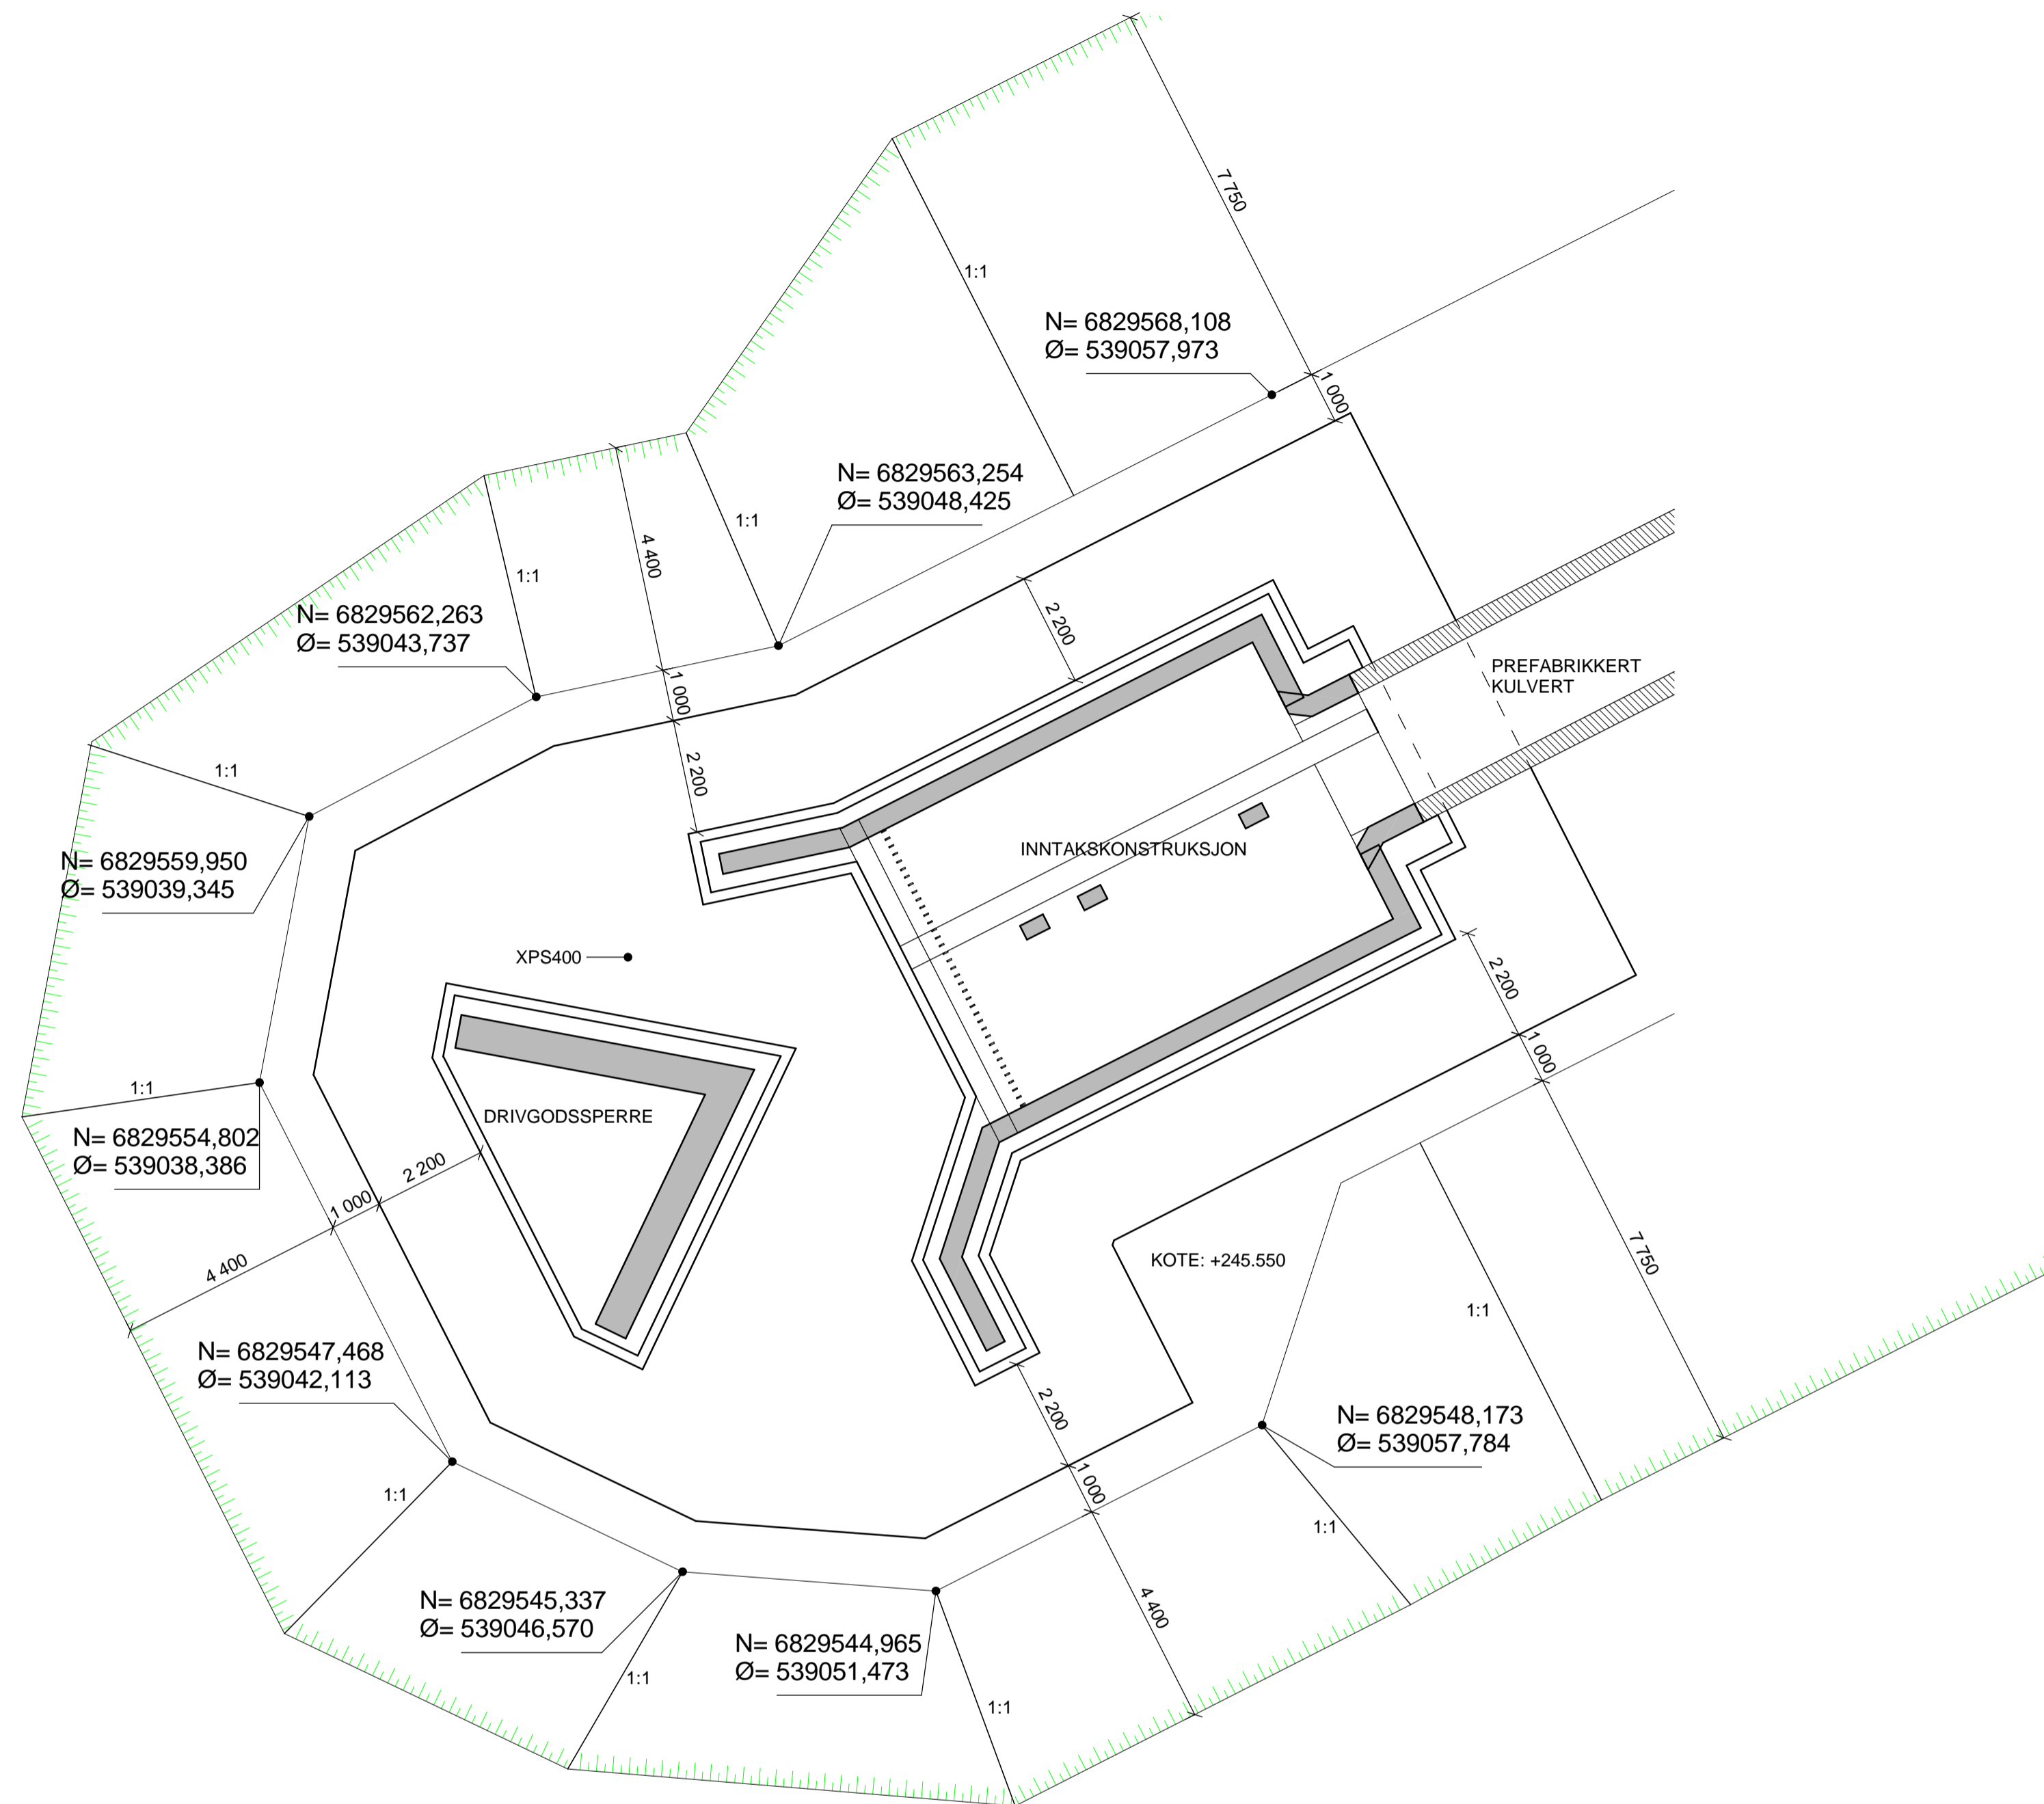 7 750
1:1
N= 6829568,108
Ø= 539057,973
1 000
N= 6829563,254
Ø= 539048,425
1:1
4 400
1:1
N= 6829562,263
Ø= 539043,737
2 200
1 000
PREFABRIKKERT
KULVERT
1:1
2 200
INNTAKSKONSTRUKSJON
N= 6829559,950
Ø= 539039,345
XPS400
2 200
1 000
1:1
DRIVGODSSPERRE
N= 6829554,802
Ø= 539038,386
2 200
1 000
4 400
KOTE: +245.550
7 750
1:1
N= 6829547,468
Ø= 539042,113
2 200
N= 6829548,173
Ø= 539057,784
1 000
1:1
1:1
N= 6829545,337
Ø= 539046,570
4 400
N= 6829544,965
Ø= 539051,473
1:1
1:1